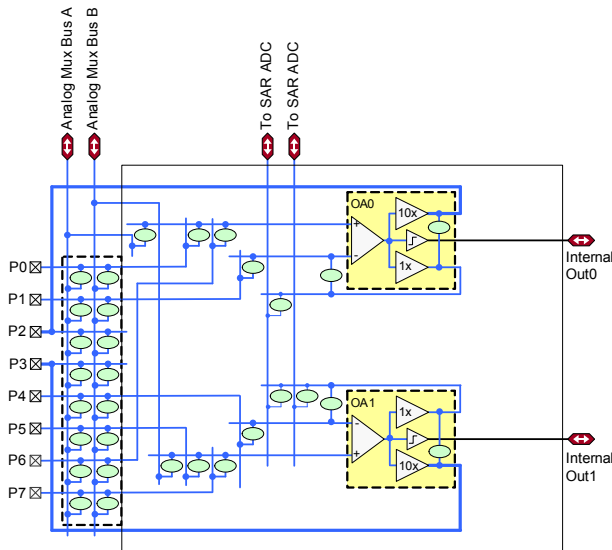 Analog Mux Bus A
Analog Mux Bus B
To SAR ADC
To SAR ADC
OA0
+
-
10x
1x
Internal
Out0
P0
P1
P2
P3
P4
P5
P6
P7
OA1
-
+
1x
10x
Internal
Out1